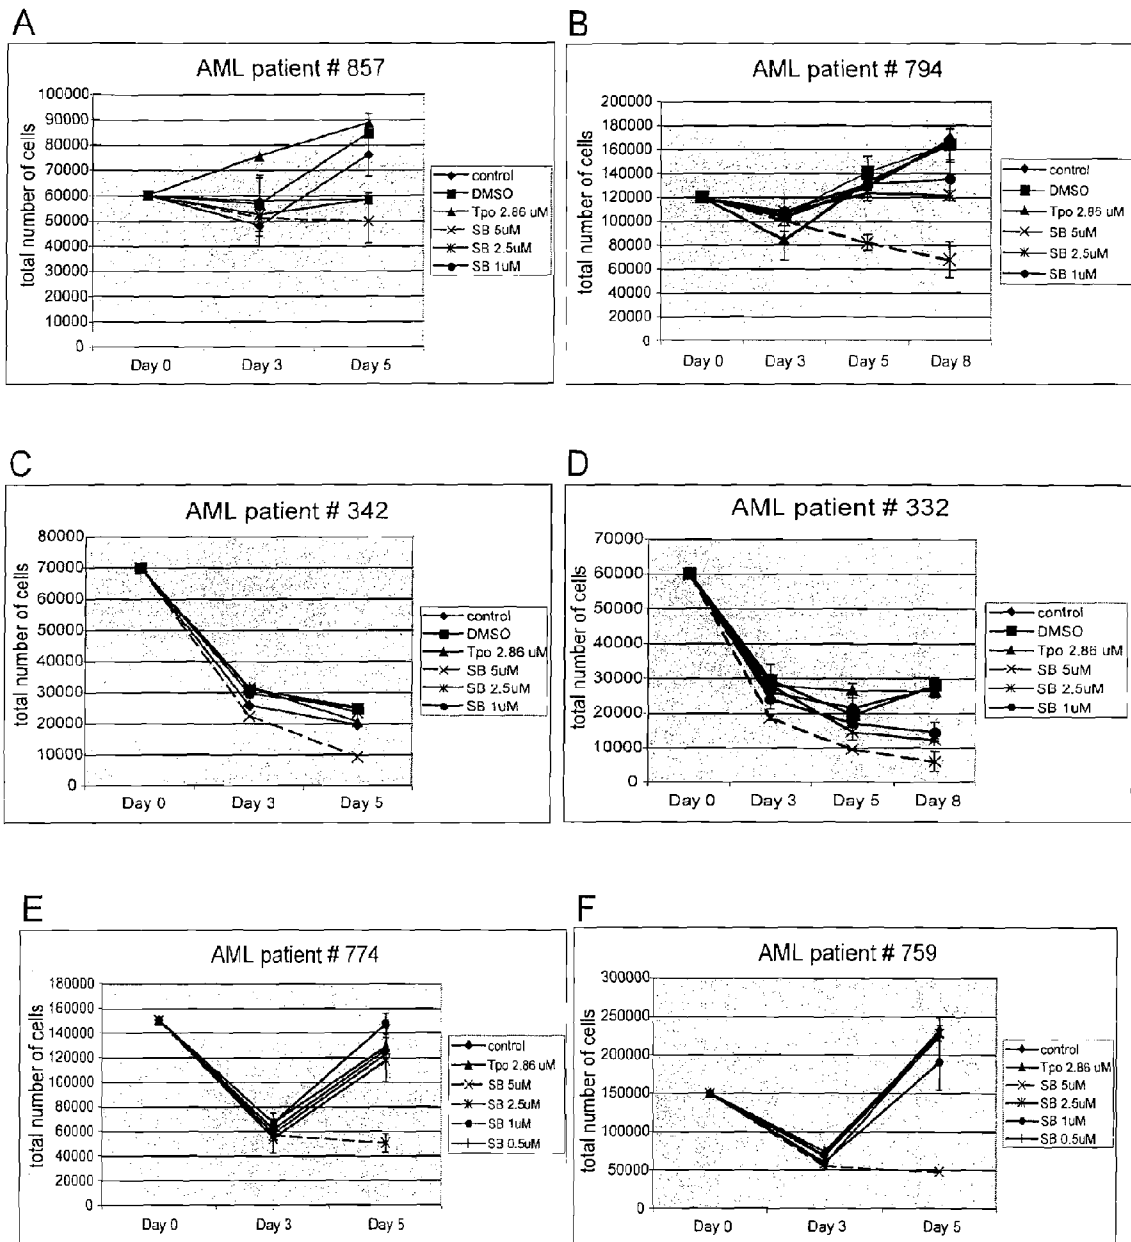 A
AML patient # 857
total number of cells
100000
90000
80000
70000
60000
50000
40000
30000
20000
10000
0
Day 0
Day 3
Day 5
control
DMSO
Tpo 2.86 uM
SB 5uM
SB 2.5uM
SB 1uM
B
AML patient # 794
total number of cells
200000
180000
160000
140000
120000
100000
80000
60000
40000
20000
0
Day 0
Day 3
Day 5
Day 8
control
DMSO
Tpo 2.86 uM
SB 5uM
SB 2.5uM
SB 1uM
C
AML patient # 342
total number of cells
80000
70000
60000
50000
40000
30000
20000
10000
0
Day 0
Day 3
Day 5
control
DMSO
Tpo 2.86 uM
SB 5uM
SB 2.5uM
SB 1uM
D
AML patient # 332
total number of cells
70000
60000
50000
40000
30000
20000
10000
0
Day 0
Day 3
Day 5
Day 8
control
DMSO
Tpo 2.86 uM
SB 5uM
SB 2.5uM
SB 1uM
E
AML patient # 774
total number of cells
180000
160000
140000
120000
100000
80000
60000
40000
20000
0
Day 0
Day 3
Day 5
control
Tpo 2.86 uM
SB 5uM
SB 2.5uM
SB 1uM
SB 0.5uM
F
AML patient # 759
total number of cells
300000
250000
200000
150000
100000
50000
0
Day 0
Day 3
Day 5
control
Tpo 2.86 uM
SB 5uM
SB 2.5uM
SB 1uM
SB 0.5uM